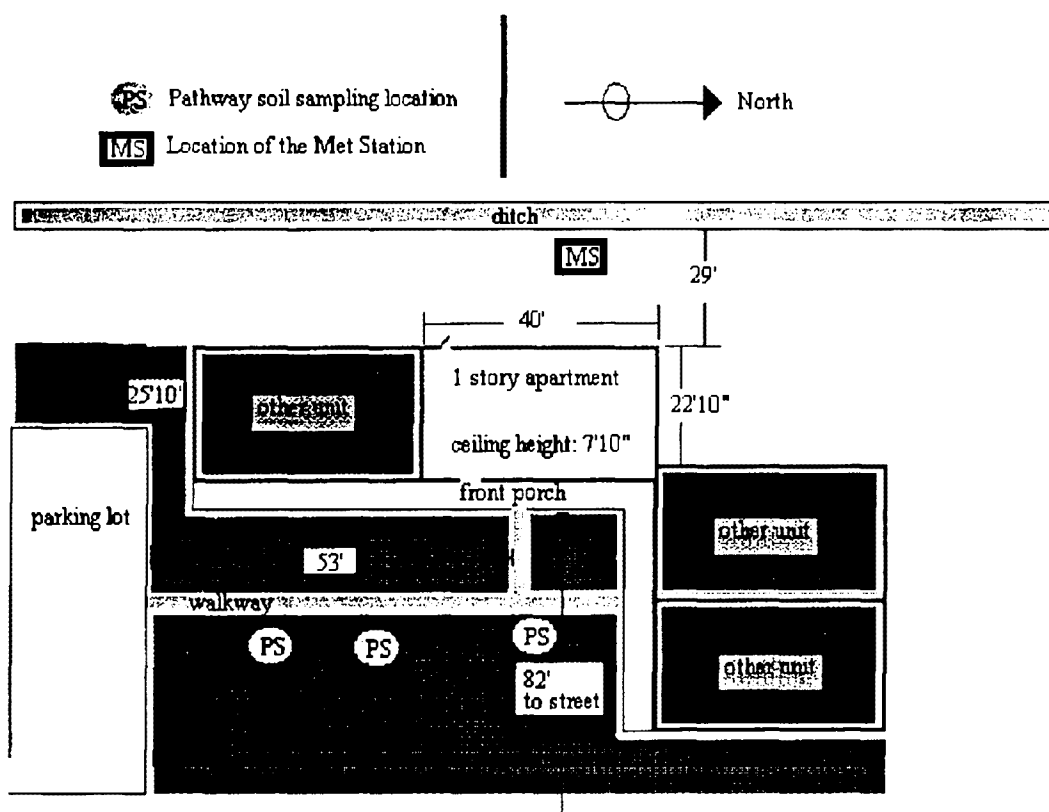 PS Pathway soil sampling location
North
MS Location of the Met Station
ditch
MS
29'
40'
1 story apartment
25'10'
22'10"
other unit
ceiling height: 7'10"
front porch
parking lot
other unit
53'
walkway
PS
PS
PS
other unit
82'
to street